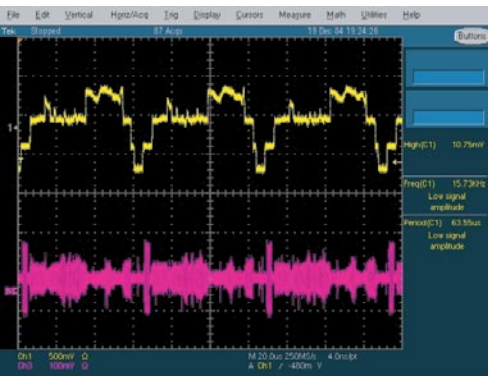 File Edit Vertical Horiz/Acq Trig Display Cursors Measure Math Utilities Help
Tek Stopped 87 Acqs 19 Dec 04 19:24:26 Buttons
High(C1) 10.75mV
Freq(C1) 15.73kHz
Low signal
amplitude
Period(C1) 63.55us
Low signal
amplitude
Ch1 500mV Ω M 20.0us 250MS/s 4.0ns/pt
Ch3 100mV Ω A Ch1 / -480m V